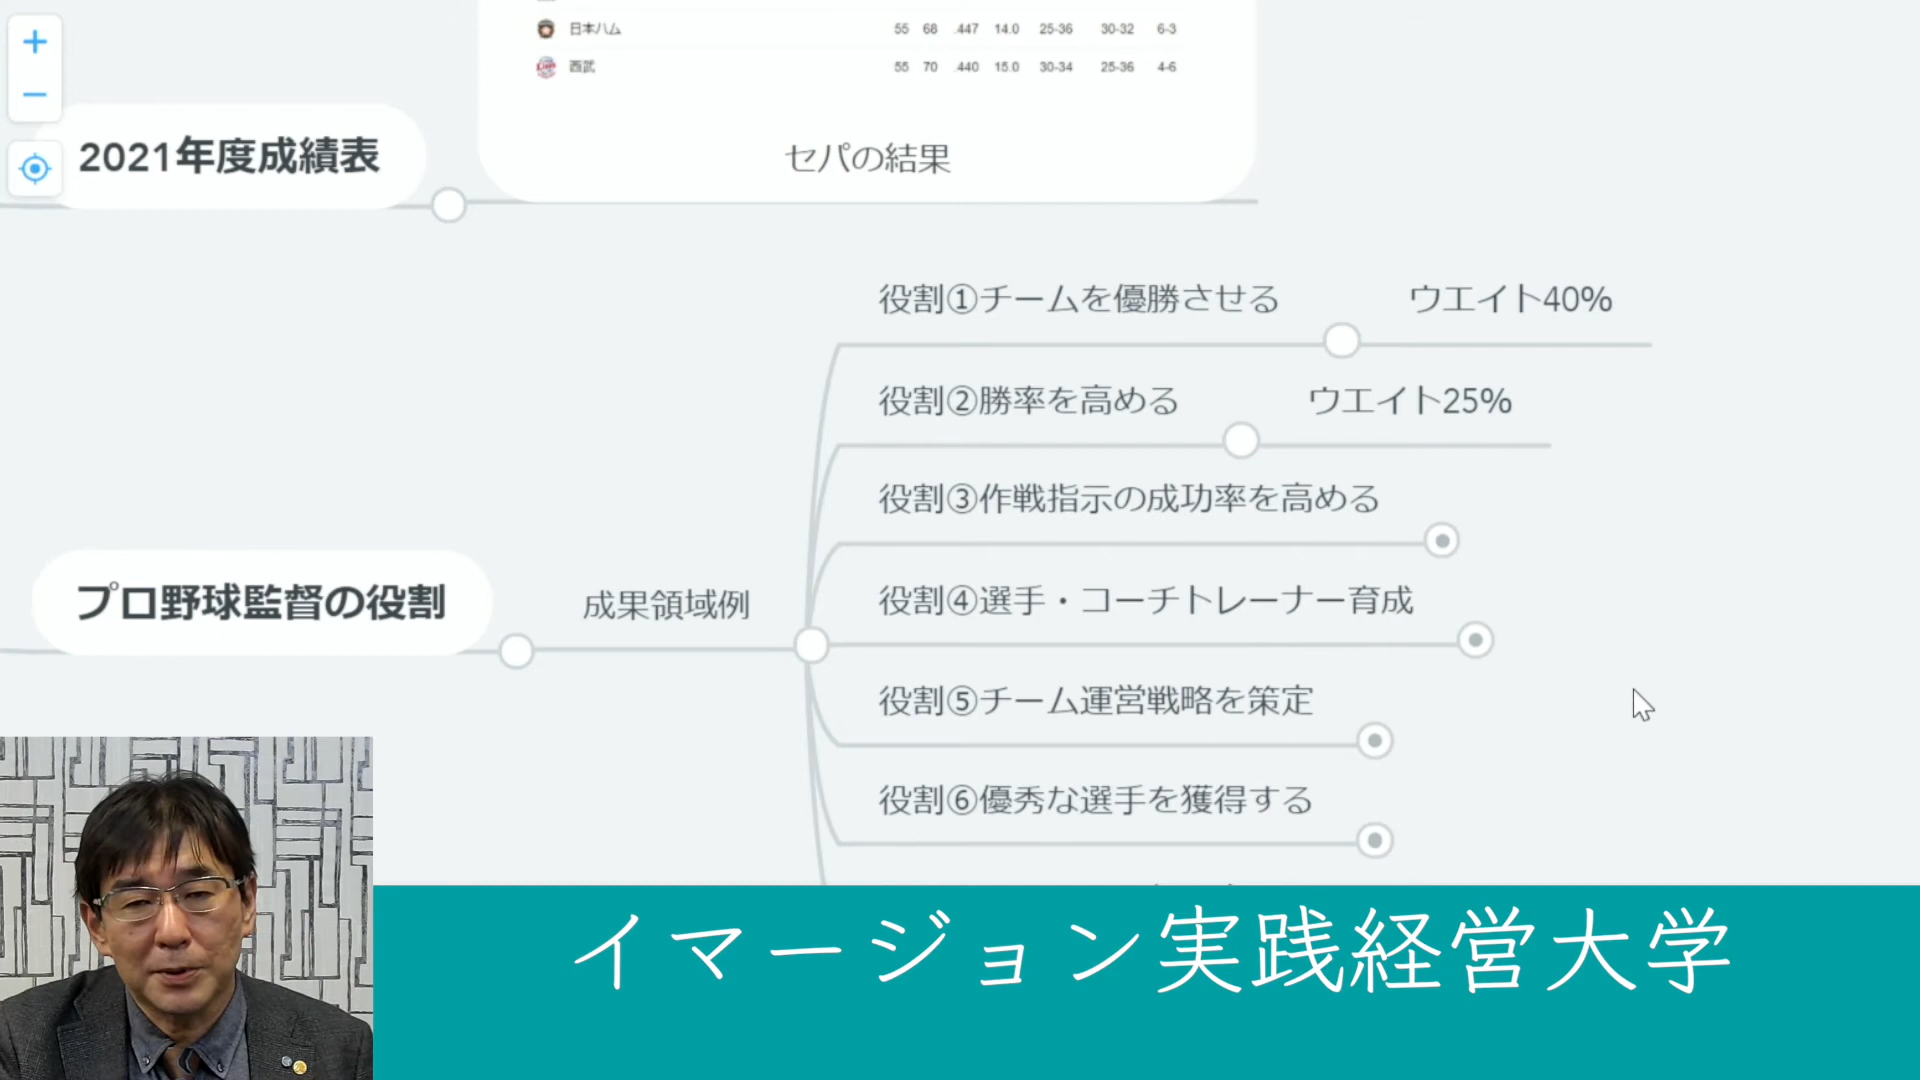 日本ハム 55 68 .447 14.0 25-36 30-32 6-3
西武 55 70 .440 15.0 30-34 25-36 4-6
セパの結果
2021年度成績表
役割①チームを優勝させる ウエイト40%
役割②勝率を高める ウエイト25%
役割③作戦指示の成功率を高める
役割④選手・コーチトレーナー育成
プロ野球監督の役割 成果領域例
役割⑤チーム運営戦略を策定
役割⑥優秀な選手を獲得する
イマージョン実践経営大学